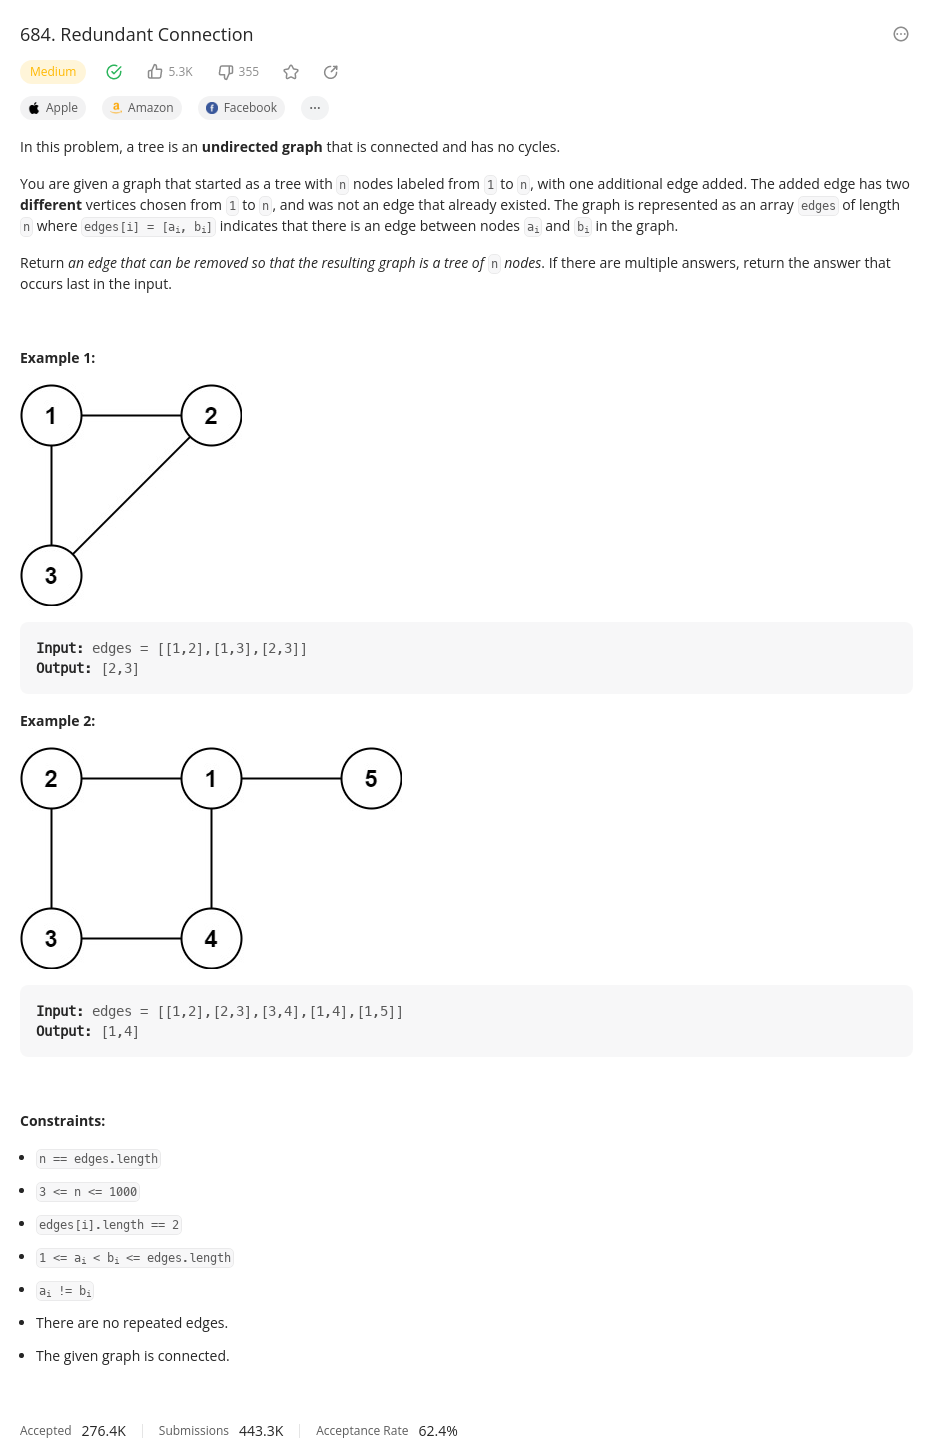 684. Redundant Connection
Medium 5.3K 355
Apple a Amazon f Facebook ...
In this problem, a tree is an undirected graph that is connected and has no cycles.
You are given a graph that started as a tree with n nodes labeled from 1 to n, with one additional edge added. The added edge has two
different vertices chosen from 1 to n, and was not an edge that already existed. The graph is represented as an array edges of length
n where edges[i] = [aᵢ, bᵢ] indicates that there is an edge between nodes aᵢ and bᵢ in the graph.
Return an edge that can be removed so that the resulting graph is a tree of n nodes. If there are multiple answers, return the answer that
occurs last in the input.
Example 1:
1 2
3
Input: edges = [[1,2],[1,3],[2,3]]
Output: [2,3]
Example 2:
2 1 5
3 4
Input: edges = [[1,2],[2,3],[3,4],[1,4],[1,5]]
Output: [1,4]
Constraints:
• n == edges.length
• 3 <= n <= 1000
• edges[i].length == 2
• 1 <= aᵢ < bᵢ <= edges.length
• aᵢ != bᵢ
• There are no repeated edges.
• The given graph is connected.
Accepted 276.4K Submissions 443.3K Acceptance Rate 62.4%